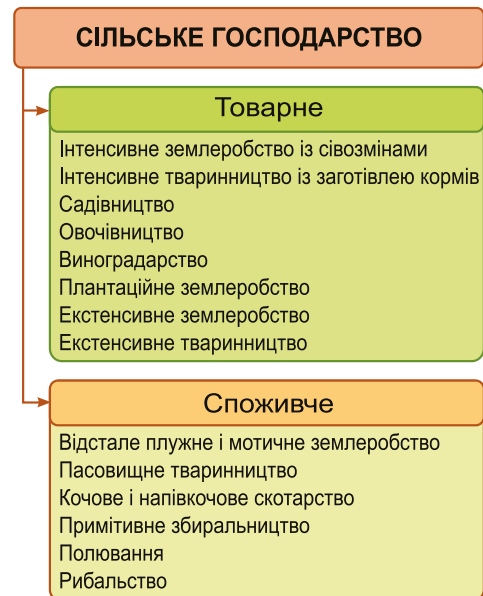 СІЛЬСЬКЕ ГОСПОДАРСТВО
Товарне
Інтенсивне землеробство із сівозмінами
Інтенсивне тваринництво із заготівлею кормів
Садівництво
Овочівництво
Виноградарство
Плантаційне землеробство
Екстенсивне землеробство
Екстенсивне тваринництво
Споживче
Відстале плужне і мотичне землеробство
Пасовищне тваринництво
Кочове і напівкочове скотарство
Примітивне збиральництво
Полювання
Рибальство